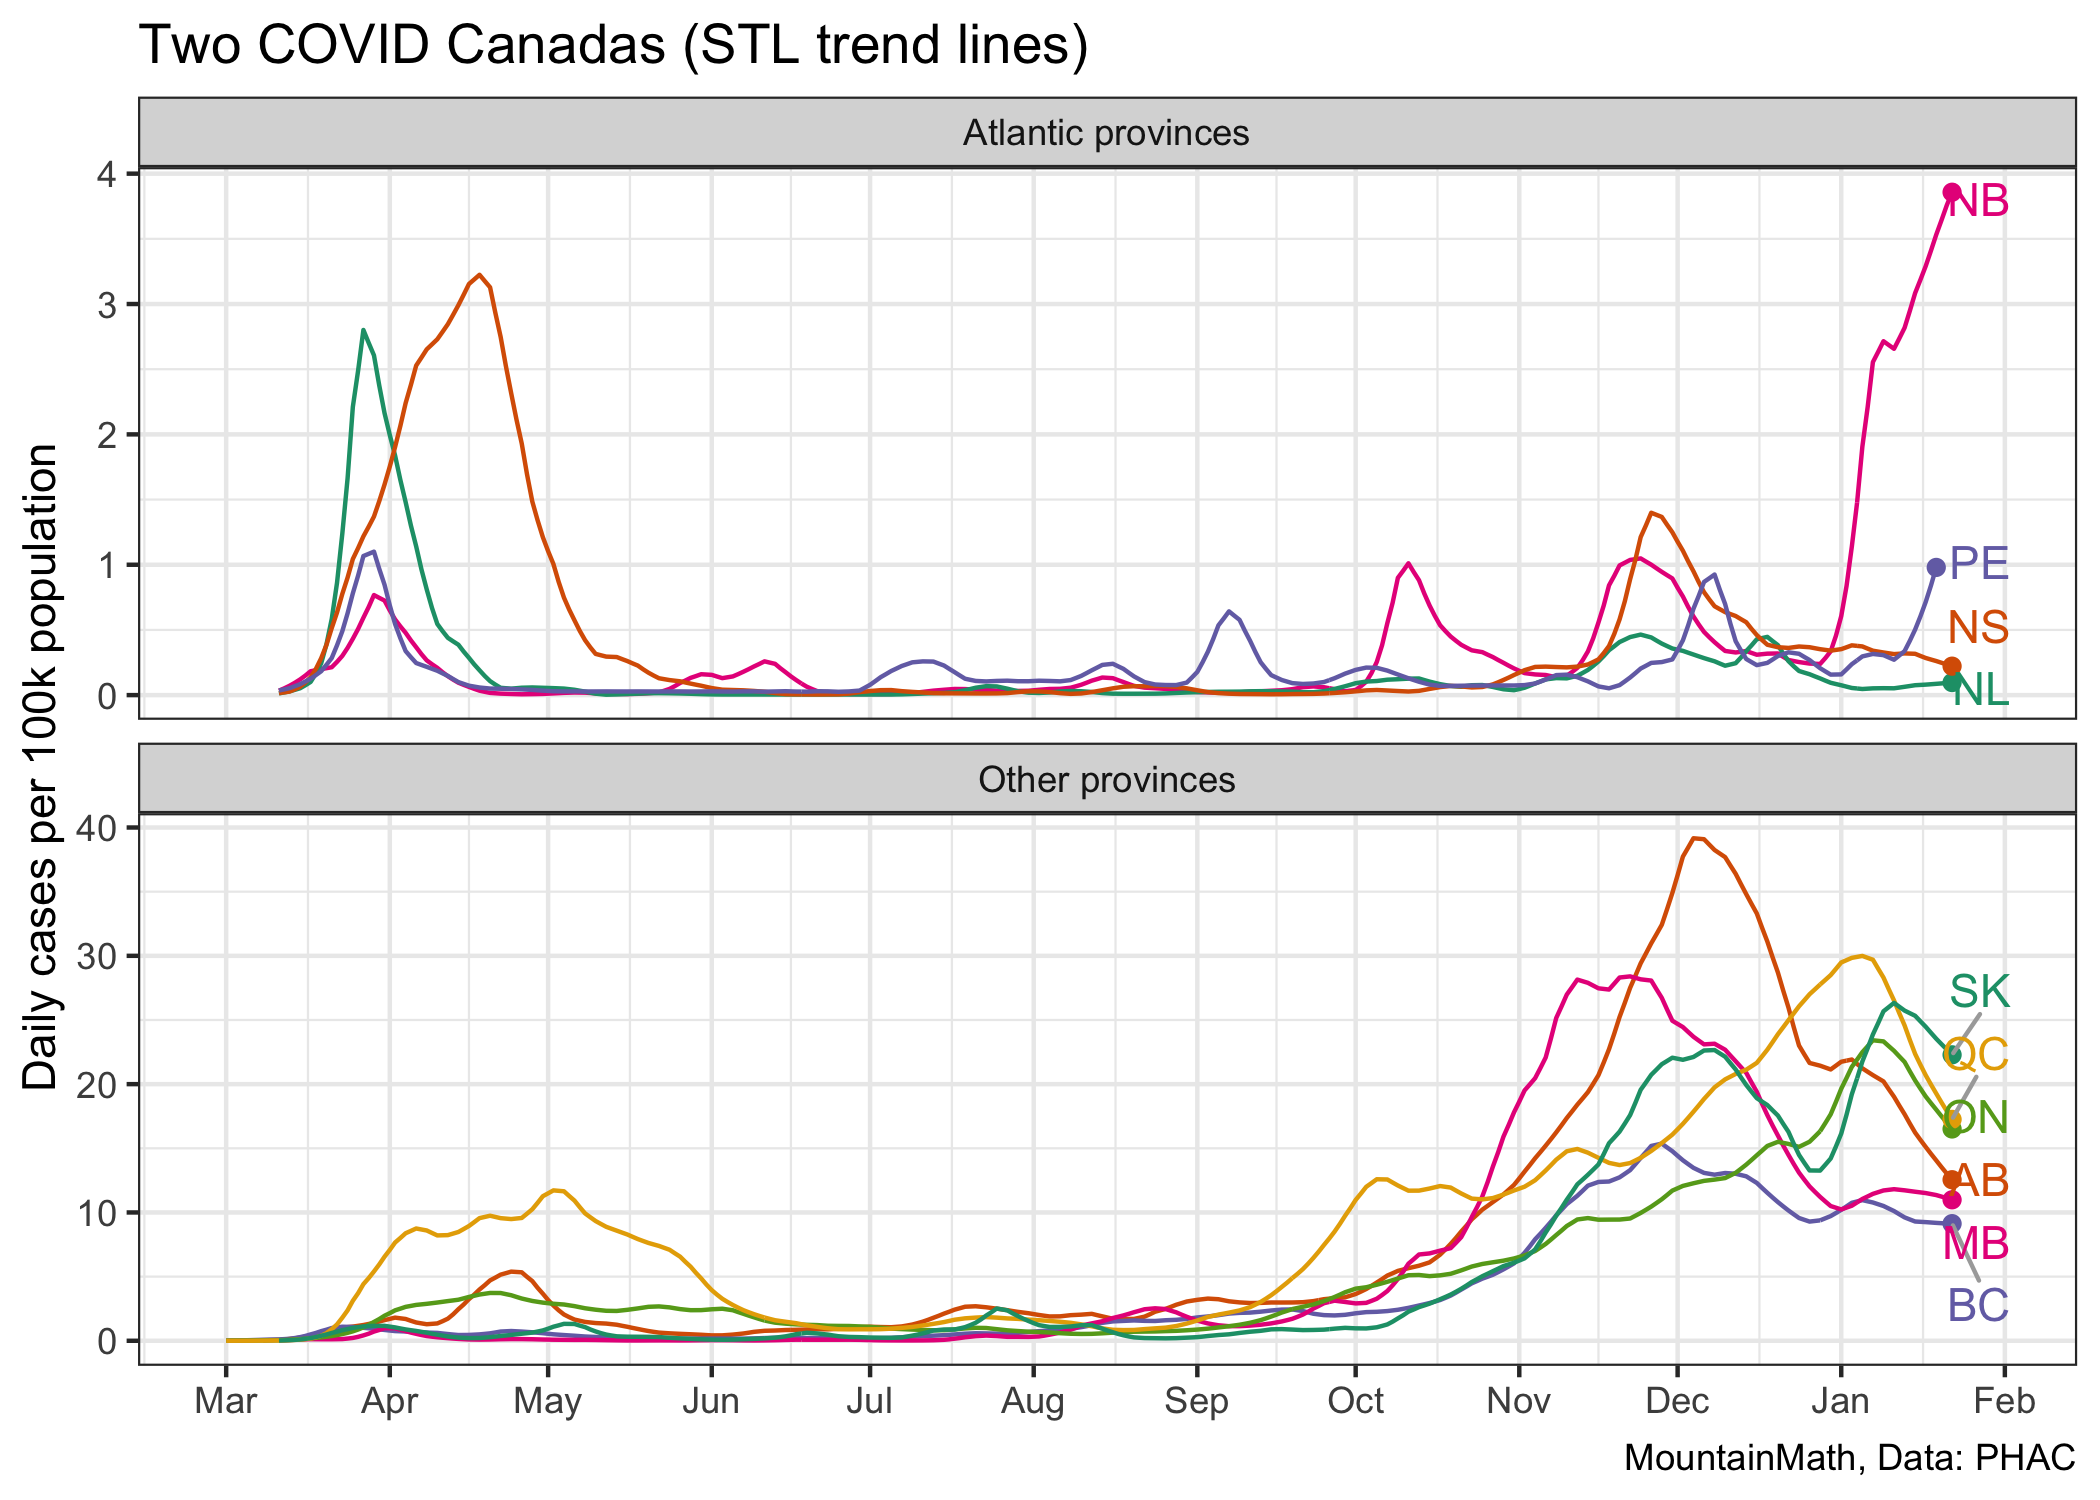 Two COVID Canadas (STL trend lines)
Atlantic provinces
4
3
2
1
0
NB
PE
NS
NL
Daily cases per 100k population
Other provinces
40
30
20
10
0
SK
QC
ON
AB
MB
BC
Mar Apr May Jun Jul Aug Sep Oct Nov Dec Jan Feb
MountainMath, Data: PHAC